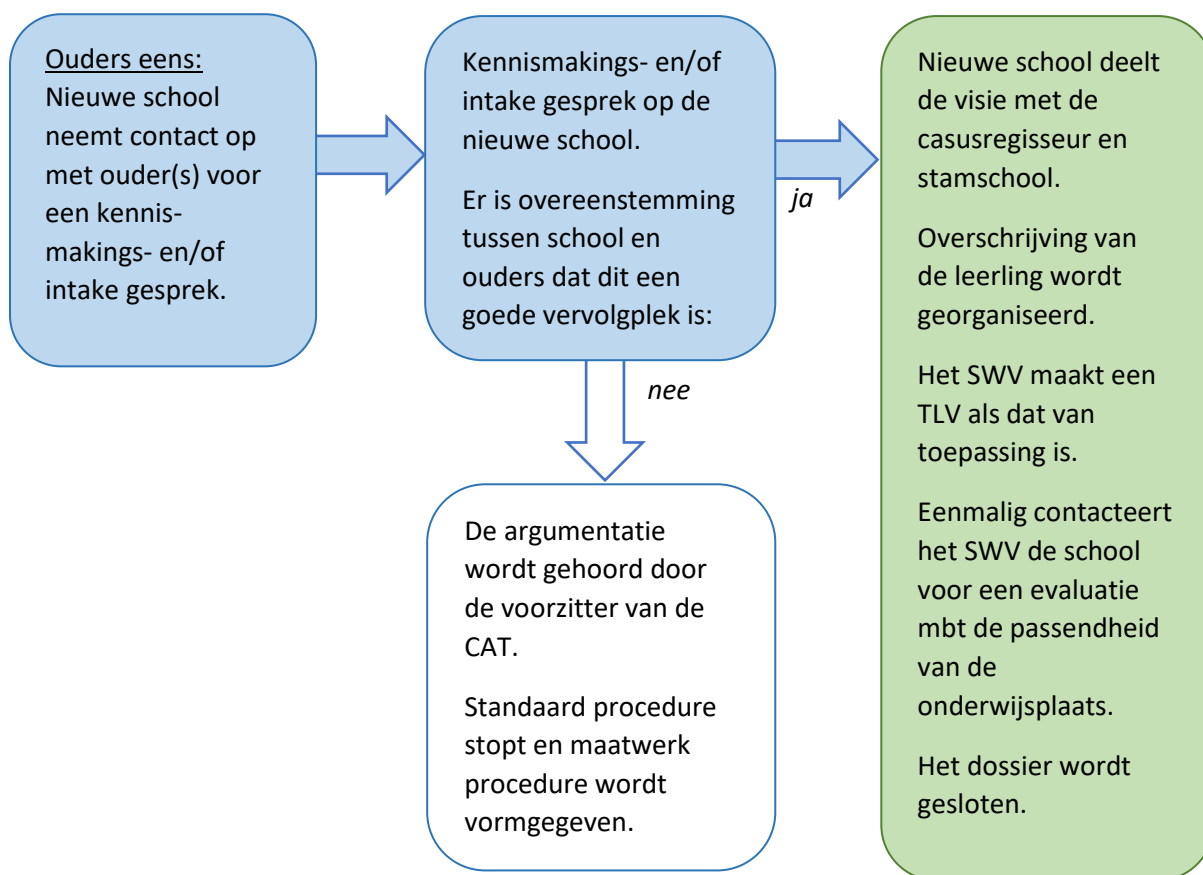 Ouders eens:
Nieuwe school
neemt contact op
met ouder(s) voor
een kennis-
makings- en/of
intake gesprek.
Kennismakings- en/of
intake gesprek op de
nieuwe school.
Er is overeenstemming
tussen school en
ouders dat dit een
goede vervolgplek is:
ja
nee
De argumentatie
wordt gehoord door
de voorzitter van de
CAT.
Standaard procedure
stopt en maatwerk
procedure wordt
vormgegeven.
Nieuwe school deelt
de visie met de
casusregisseur en
stamschool.
Overschrijving van
de leerling wordt
georganiseerd.
Het SWV maakt een
TLV als dat van
toepassing is.
Eenmalig contacteert
het SWV de school
voor een evaluatie
mbt de passendheid
van de
onderwijsplaats.
Het dossier wordt
gesloten.